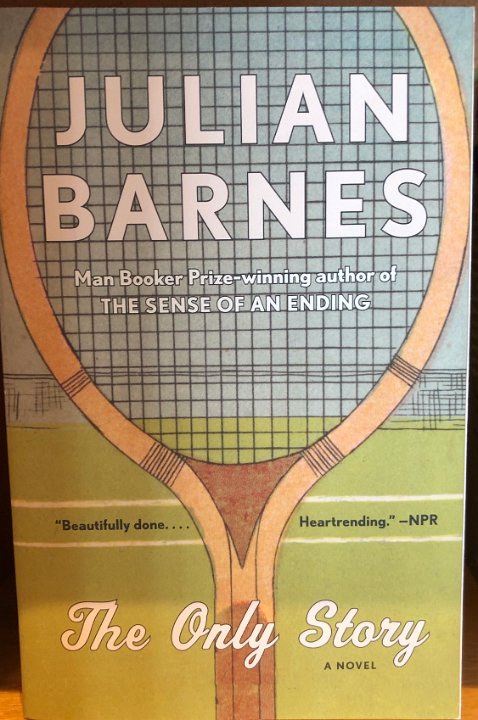 JULIAN
BARNES
Man Booker Prize-winning author of
THE SENSE OF AN ENDING
"Beautifully done.... Heartrending." —NPR
The Only Story
A NOVEL